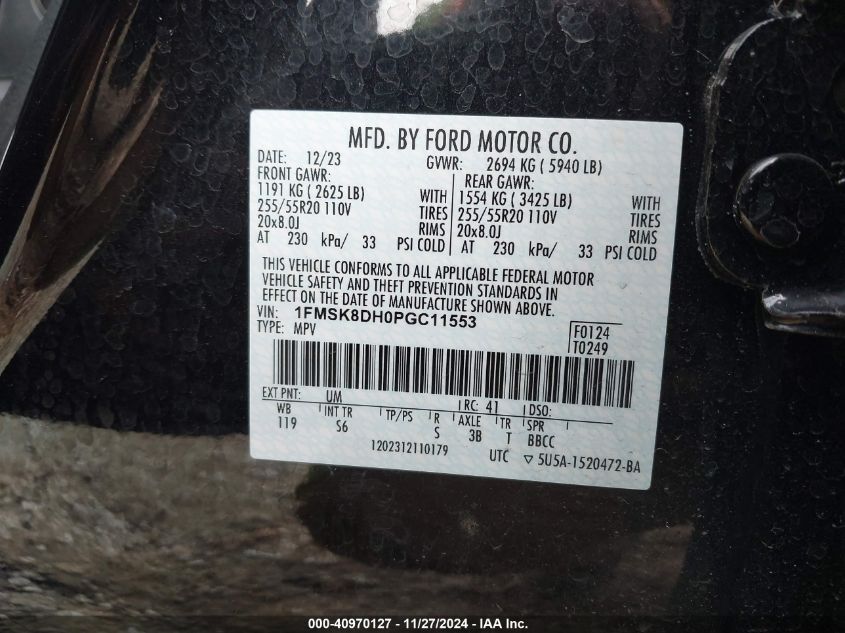 MFD. BY FORD MOTOR CO.
DATE: 12/23 GVWR: 2694 KG ( 5940 LB)
FRONT GAWR: REAR GAWR:
1191 KG ( 2625 LB) WITH 1554 KG ( 3425 LB) WITH
255/55R20 110V TIRES 255/55R20 110V TIRES
20x8.0J RIMS 20x8.0J RIMS
AT 230 kPa/ 33 PSI COLD AT 230 kPa/ 33 PSI COLD
THIS VEHICLE CONFORMS TO ALL APPLICABLE FEDERAL MOTOR
VEHICLE SAFETY AND THEFT PREVENTION STANDARDS IN
EFFECT ON THE DATE OF MANUFACTURE SHOWN ABOVE.
VIN: 1FMSK8DH0PGC11553
TYPE: MPV F0124
T0249
EXT PNT: UM RC: 41 DSO:
WB INT TR TP/PS R AXLE TR SPR
119 S6 S 3B T BBCC
1202312110179 UTC ▽ 5U5A-1520472-BA
000-40970127 - 11/27/2024 - IAA Inc.